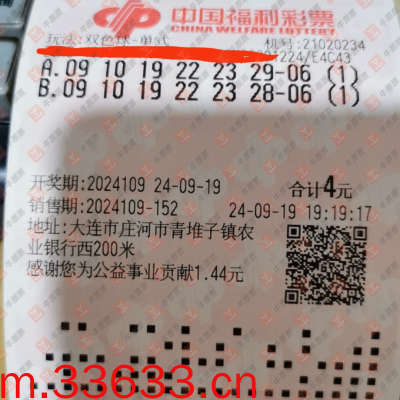 中国福利彩票
CHINA WELFARE LOTTERY
玩法:双色球-单式 机号:21020234
224/E4C43
A.09 10 19 22 23 29-06 (1)
B.09 10 19 22 23 28-06 (1)
开奖期:2024109 24-09-19 合计4元
销售期:2024109-152 24-09-19 19:19:17
地址:大连市庄河市青堆子镇农
业银行西200米
感谢您为公益事业贡献1.44元
m.33633.cn